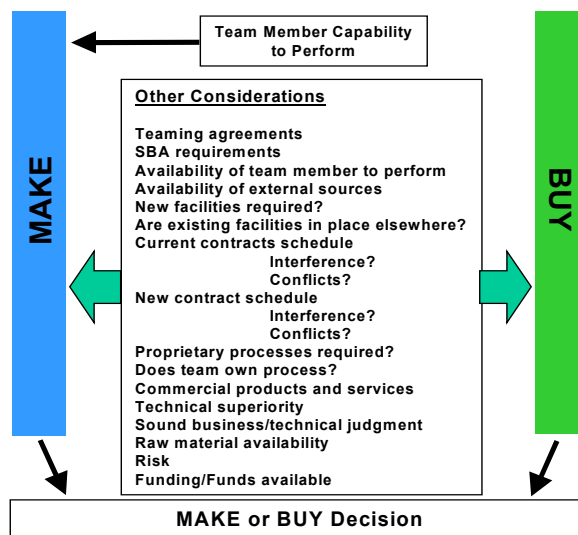 Team Member Capability
to Perform
MAKE
BUY
Other Considerations
Teaming agreements
SBA requirements
Availability of team member to perform
Availability of external sources
New facilities required?
Are existing facilities in place elsewhere?
Current contracts schedule
Interference?
Conflicts?
New contract schedule
Interference?
Conflicts?
Proprietary processes required?
Does team own process?
Commercial products and services
Technical superiority
Sound business/technical judgment
Raw material availability
Risk
Funding/Funds available
MAKE or BUY Decision